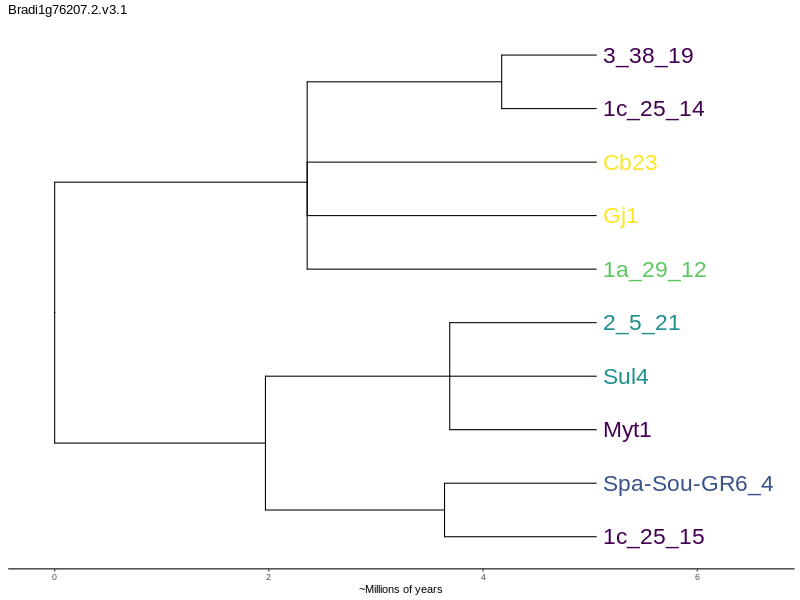 Bradi1g76207.2.v3.1
3_38_19
1c_25_14
Cb23
Gj1
1a_29_12
2_5_21
Sul4
Myt1
Spa-Sou-GR6_4
1c_25_15
0 2 4 6
~Millions of years